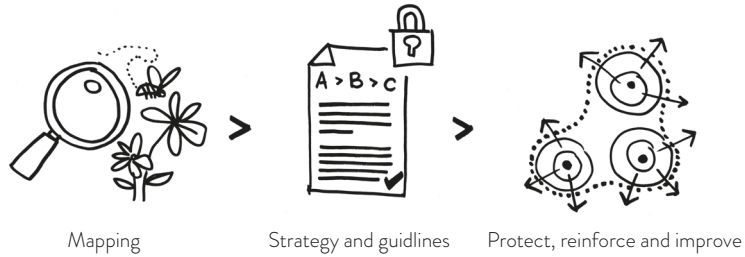 A > B > C
> >
Mapping
Strategy and guidlines
Protect, reinforce and improve